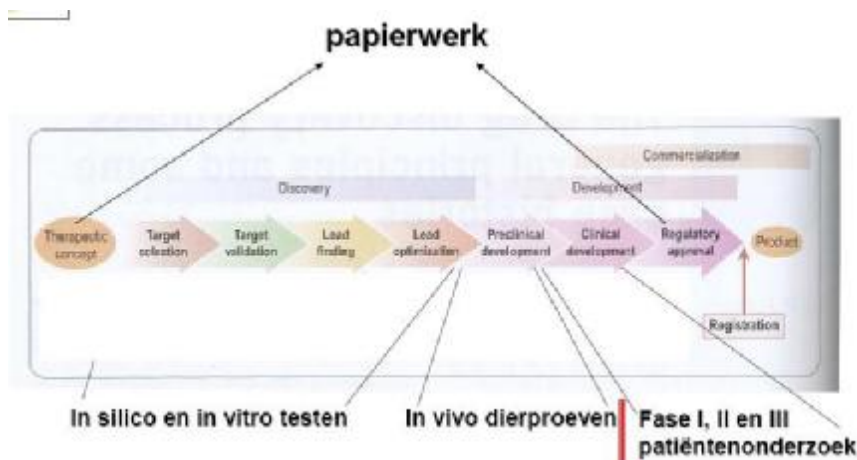 papierwerk
Commercialization
Discovery
Development
Therapeutic
concept
Target
selection
Target
validation
Lead
finding
Lead
optimization
Preclinical
development
Clinical
development
Regulatory
approval
Product
Registration
In silico en in vitro testen
In vivo dierproeven
Fase I, II en III
patiëntenonderzoek